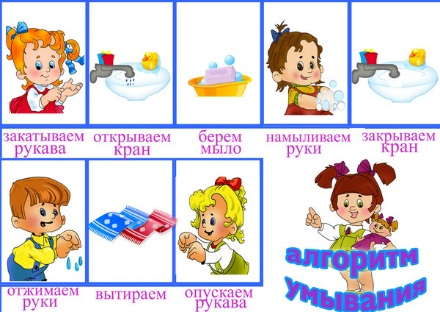 закатываем
рукава
открываем
кран
берем
мыло
намыливаем
руки
закрываем
кран
отжимаем
руки
вытираем
опускаем
рукава
алгоритм
умывания